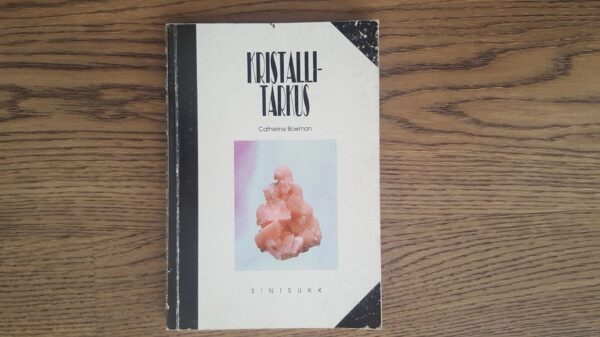 KRISTALLI-
TARKUS
Catherine Bowman
SINISUKK